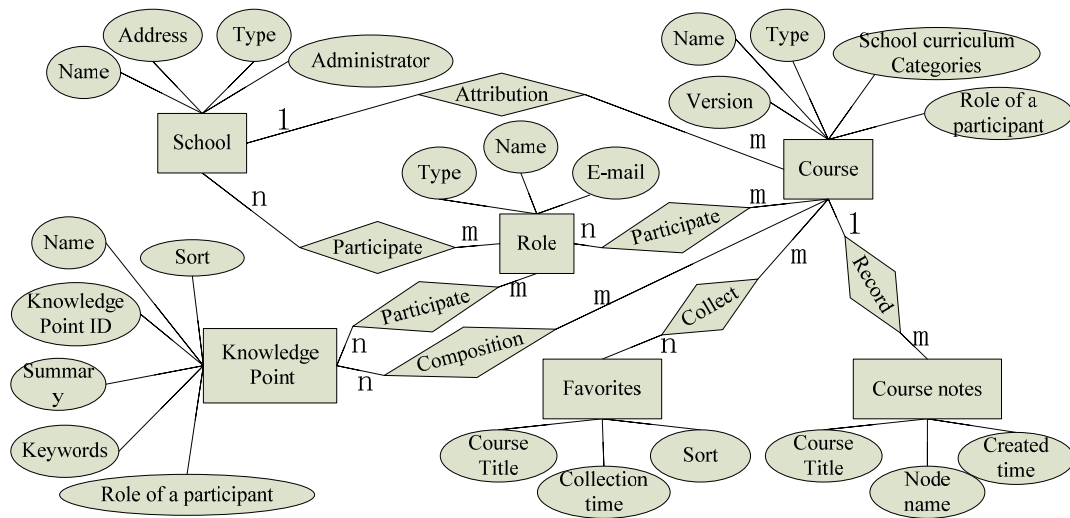 Address
Type
Name
Administrator
School
1
Attribution
m
Name
Type
School curriculum
Categories
Version
Role of a
participant
Course
n
Participate
m
Type
Name
E-mail
Role
n
Participate
m
Name
Sort
Knowledge
Point ID
Summar
y
Keywords
Role of a participant
Knowledge
Point
n
Participate
m
n
Composition
m
n
Collect
m
1
Record
m
Favorites
Course
Title
Collection
time
Sort
Course notes
Course
Title
Node
name
Created
time